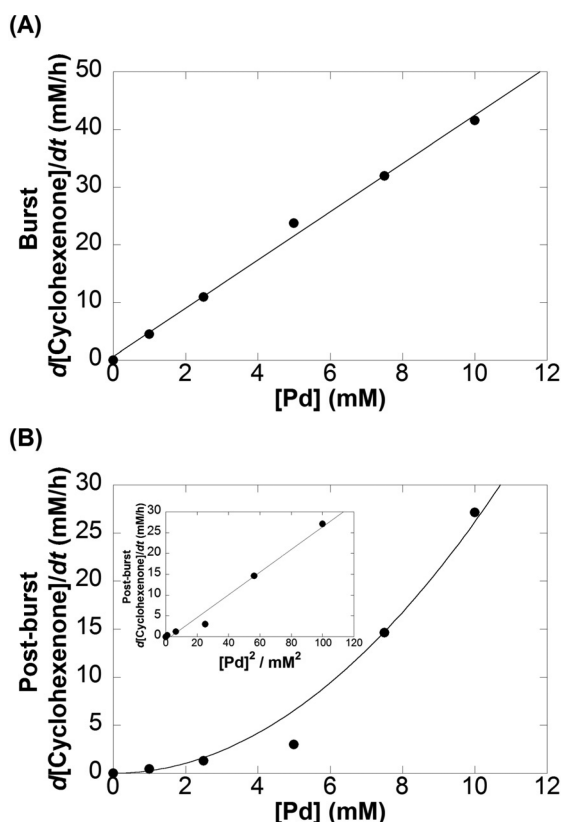 (A)
Burst
d[Cyclohexenone]/dt (mM/h)
50
40
30
20
10
0
0 2 4 6 8 10 12
[Pd] (mM)
(B)
Post-burst
d[Cyclohexenone]/dt (mM/h)
30
25
20
15
10
5
0
Post-burst
d[Cyclohexenone]/dt (mM/h)
30
25
20
15
10
5
0
0 20 40 60 80 100 120
[Pd]² / mM²
0 2 4 6 8 10 12
[Pd] (mM)